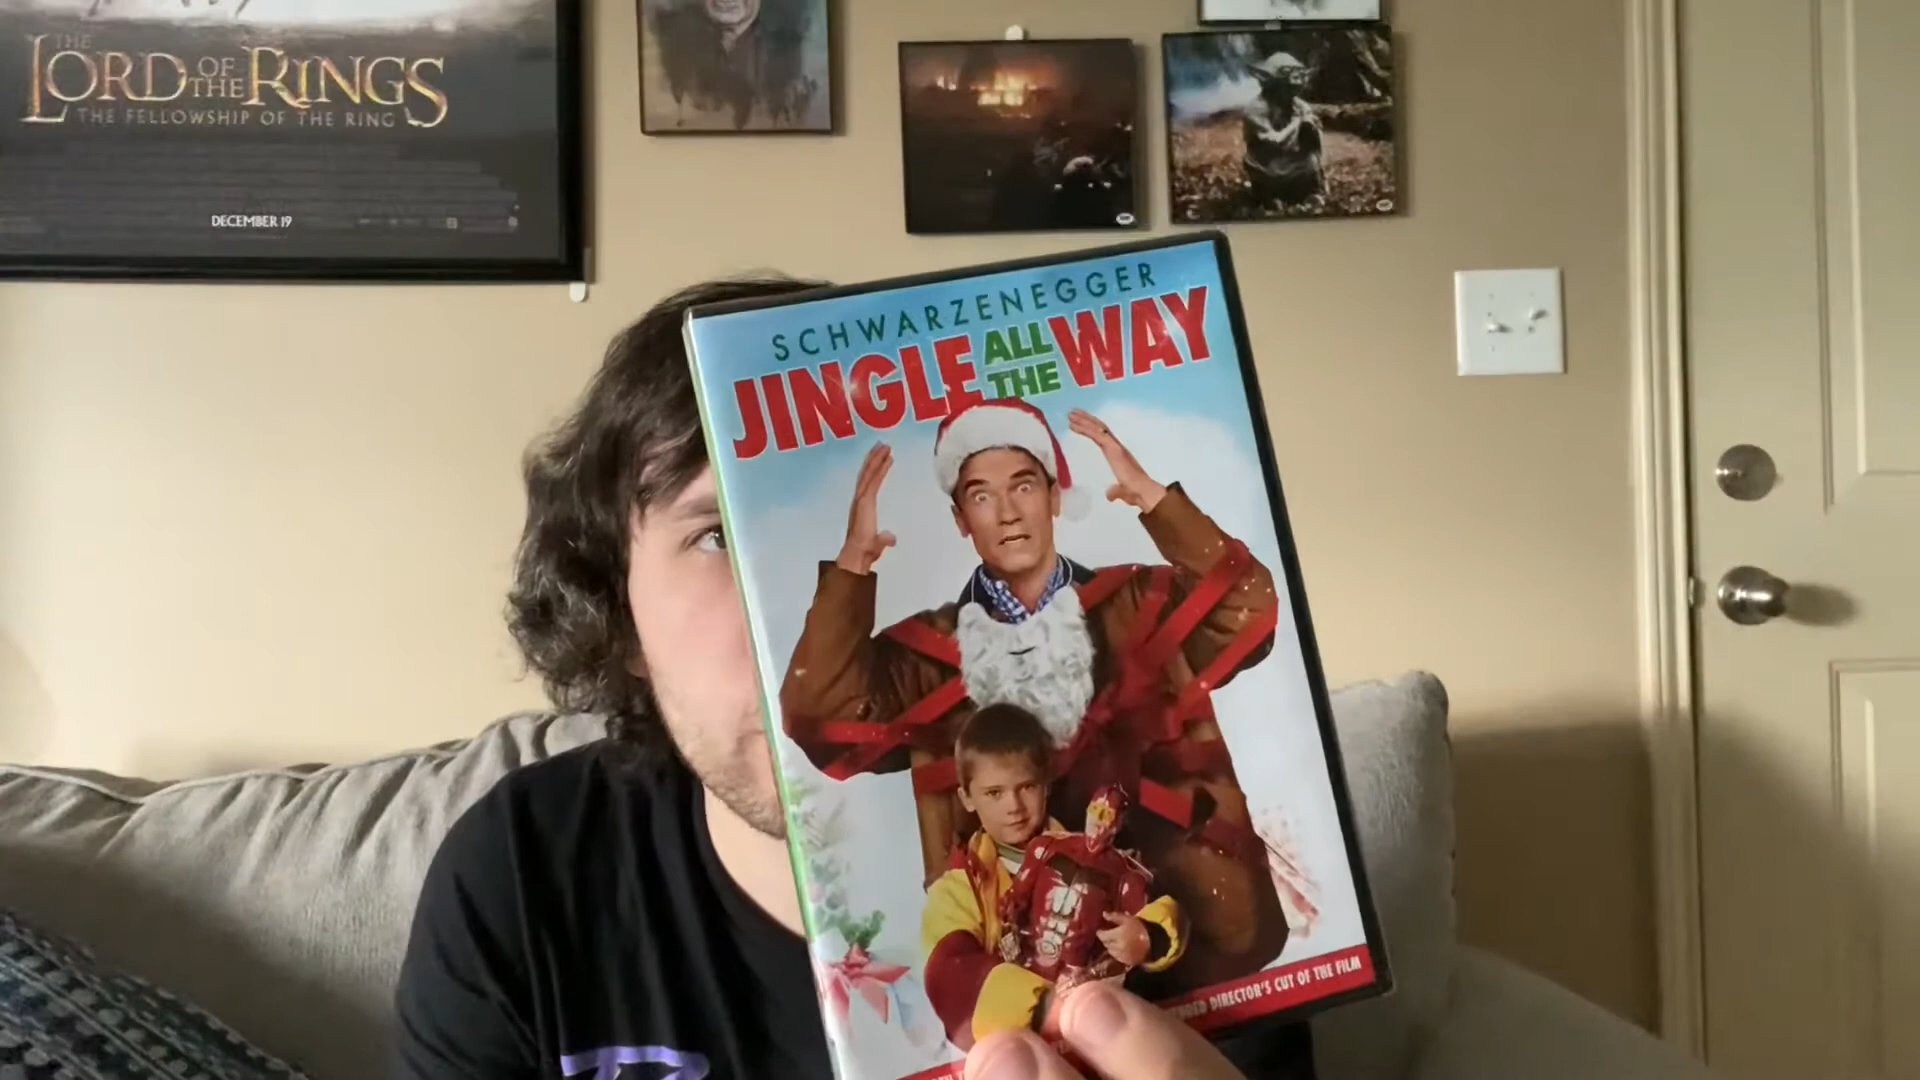 THE
LORD OF THE RINGS
THE FELLOWSHIP OF THE RING
DECEMBER 19
SCHWARZENEGGER
JINGLE ALL THE WAY
DIRECTOR'S CUT OF THE FILM